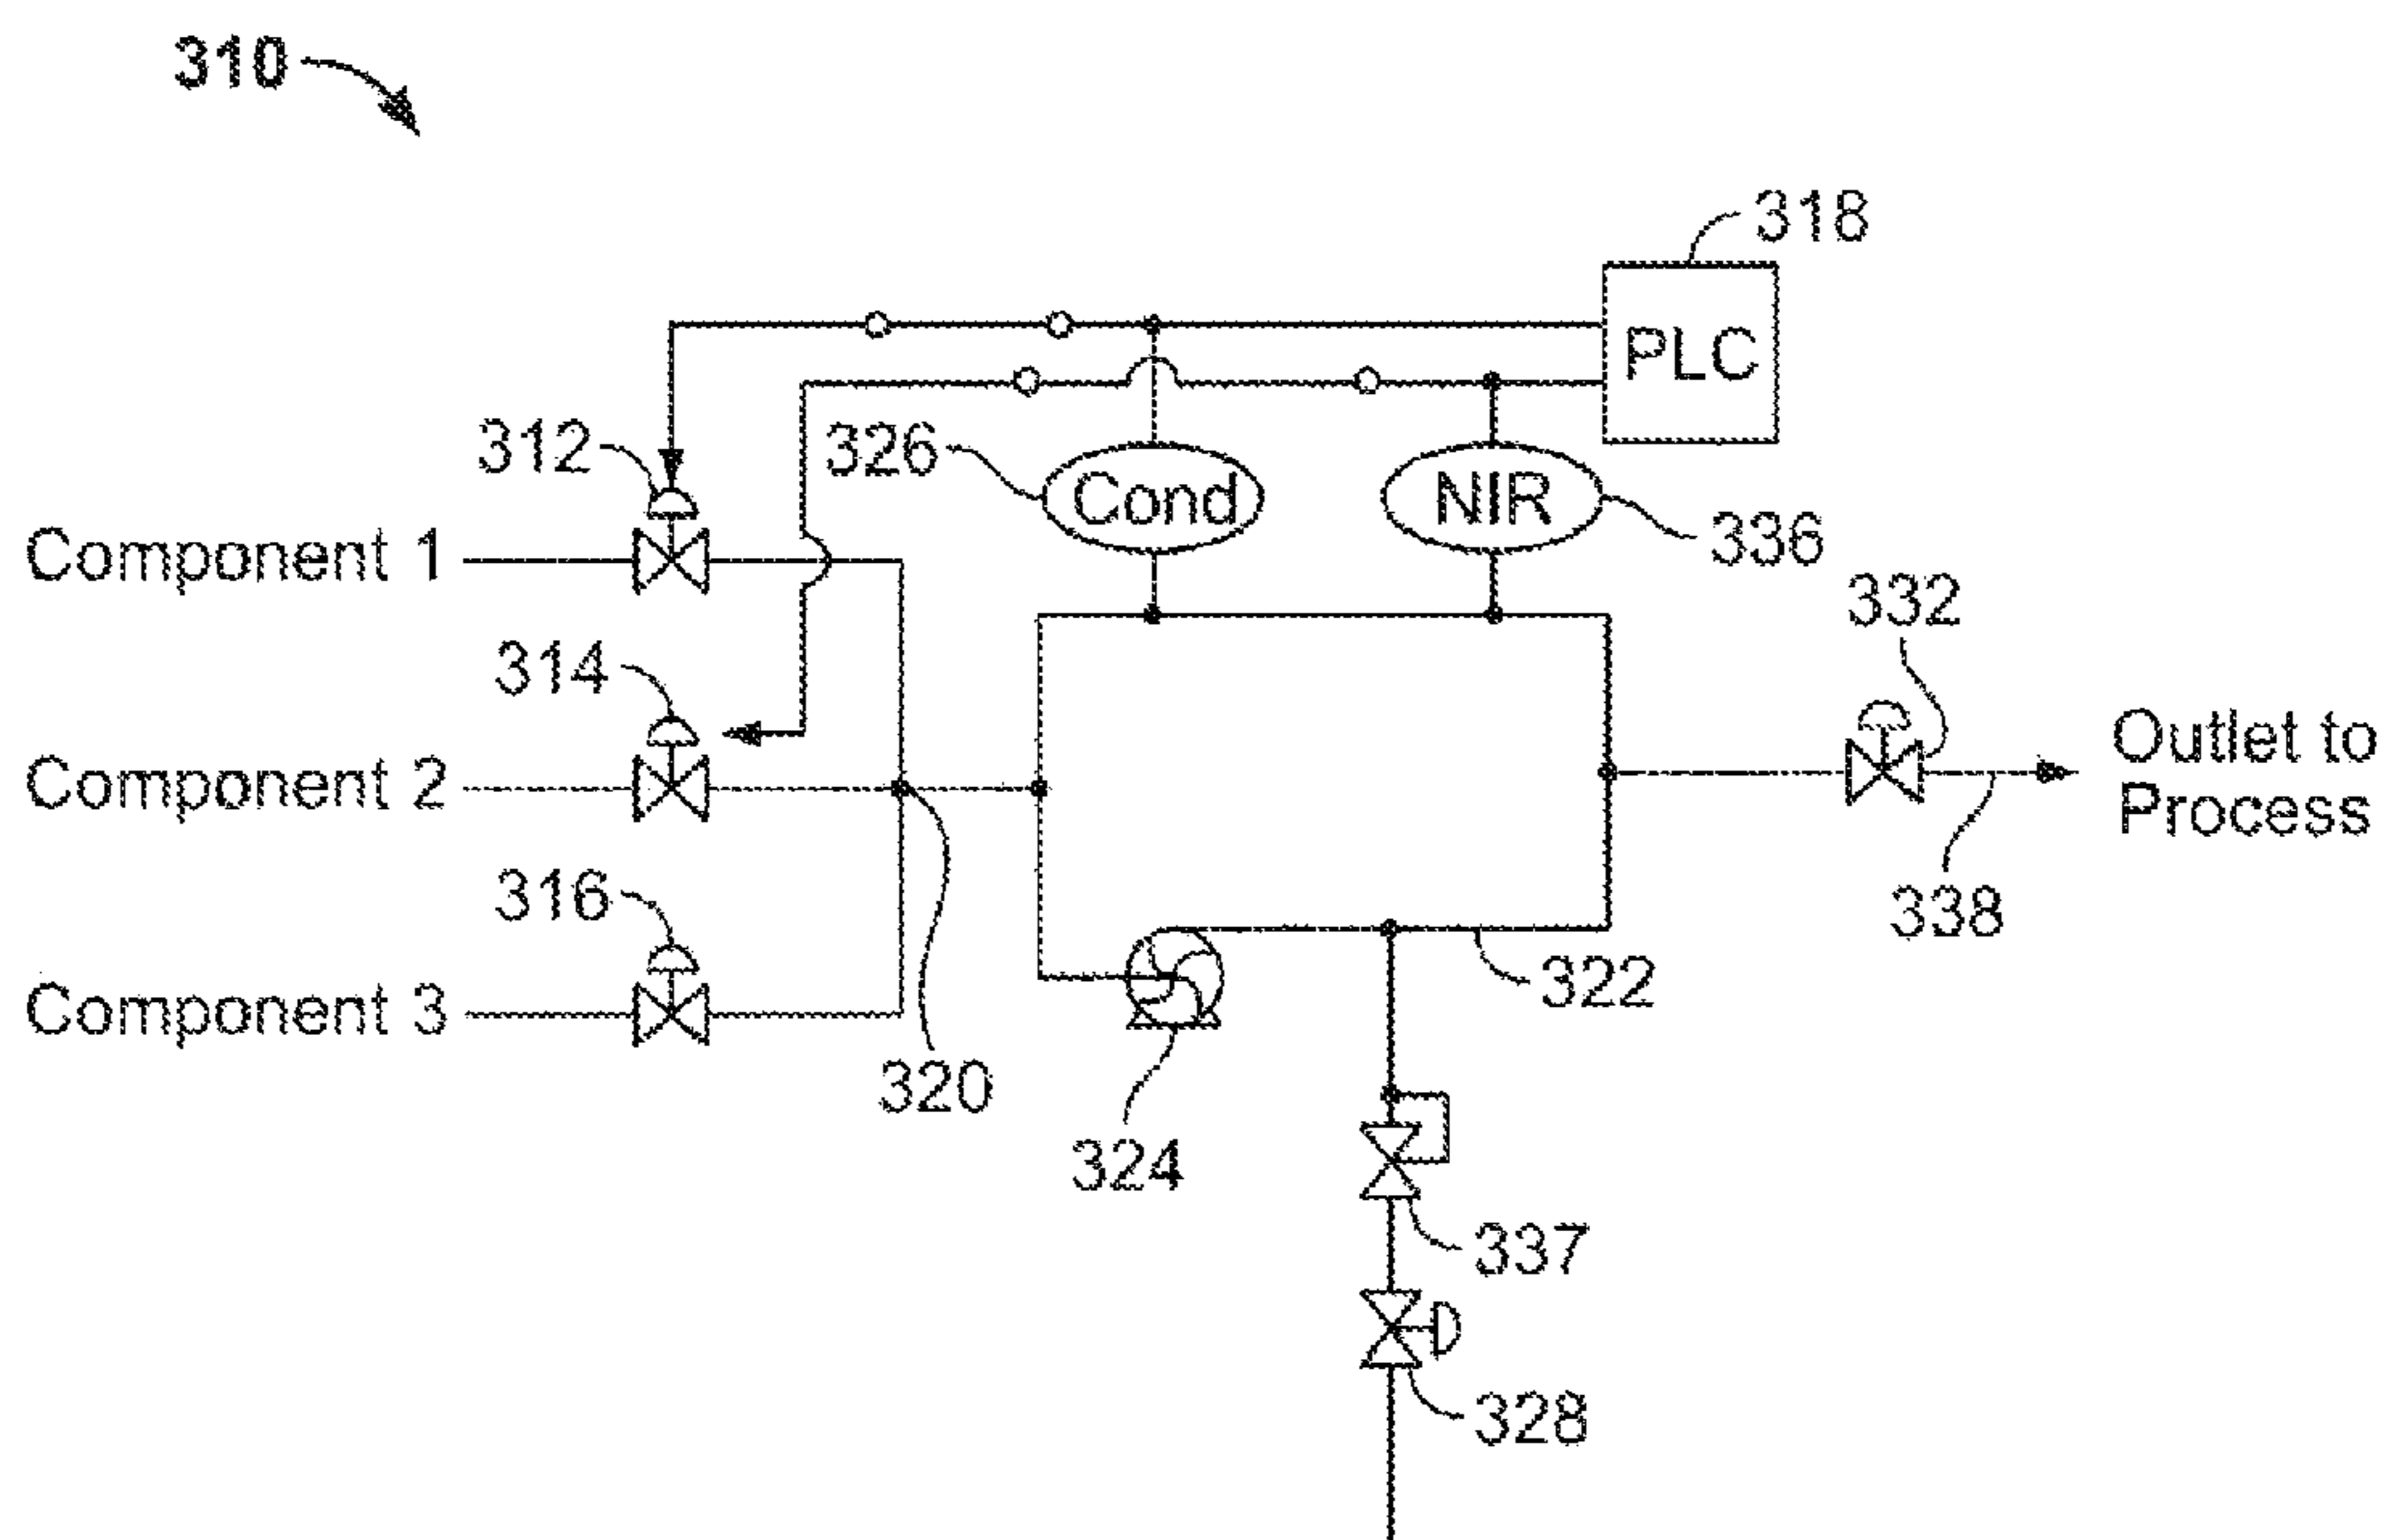 310
318
PLC
312
326
Cond
NIR
336
Component 1
332
314
Component 2
Outlet to
Process
316
338
322
Component 3
320
324
337
328